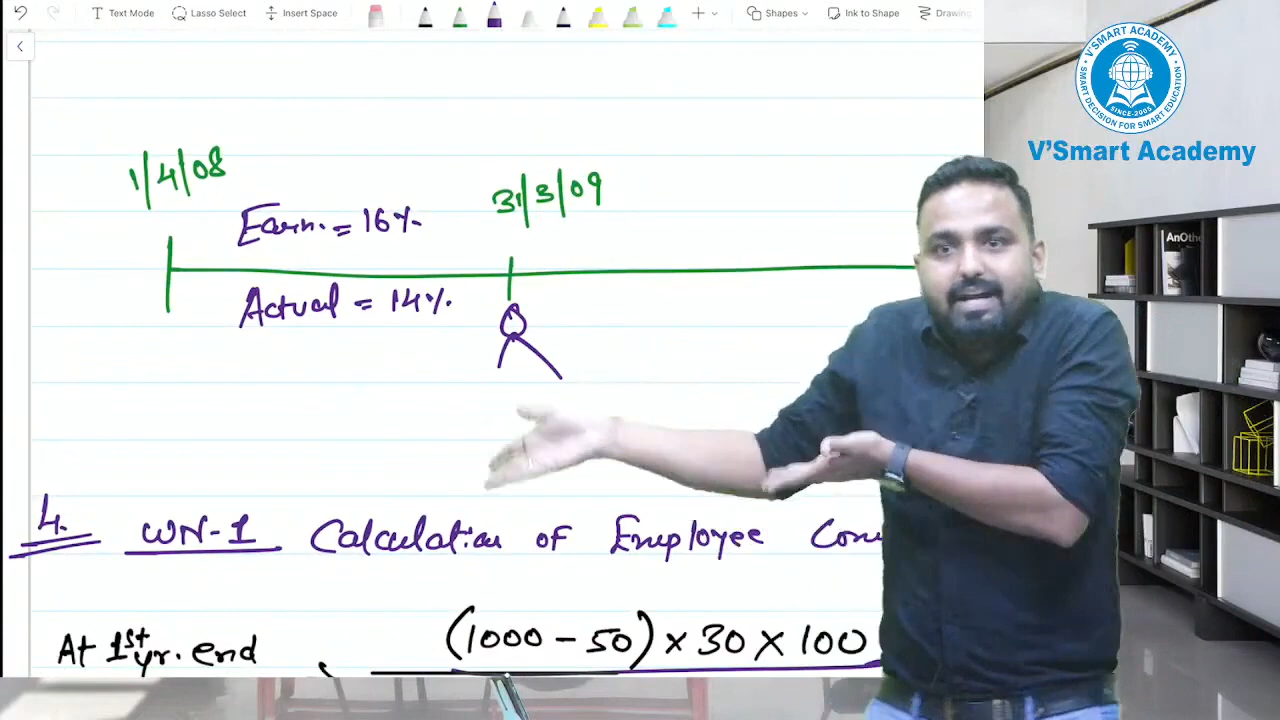 Text Mode Lasso Select Insert Space Shapes Ink to Shape Drawing
V'SMART ACADEMY
SMART DECISION FOR SMART EDUCATION
SINCE-2005
V'Smart Academy
1/4/08
31/3/09
Earn. = 16%
Actual = 14%
4. WN-1 Calculation of Employee
At 1st yr. end (1000 - 50) × 30 × 100